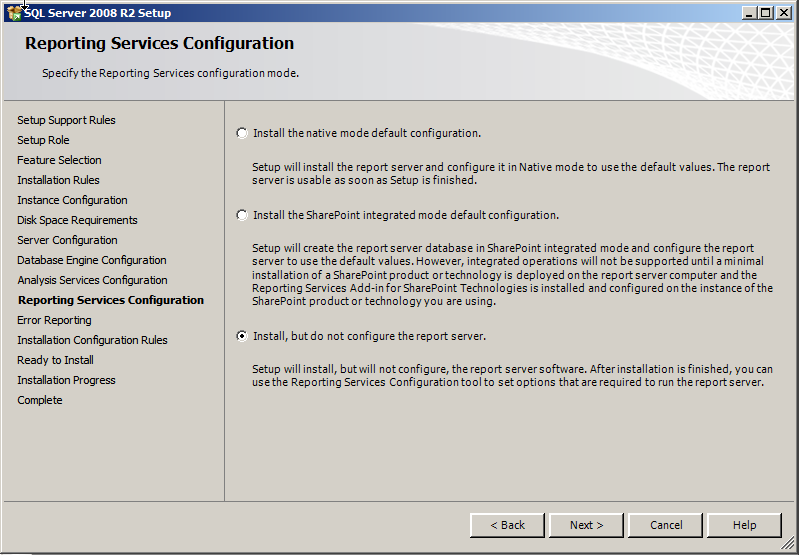 SQL Server 2008 R2 Setup
Reporting Services Configuration
Specify the Reporting Services configuration mode.
Setup Support Rules
Setup Role
Feature Selection
Installation Rules
Instance Configuration
Disk Space Requirements
Server Configuration
Database Engine Configuration
Analysis Services Configuration
Reporting Services Configuration
Error Reporting
Installation Configuration Rules
Ready to Install
Installation Progress
Complete
Install the native mode default configuration.
Setup will install the report server and configure it in Native mode to use the default values. The report
server is usable as soon as Setup is finished.
Install the SharePoint integrated mode default configuration.
Setup will create the report server database in SharePoint integrated mode and configure the report
server to use the default values. However, integrated operations will not be supported until a minimal
installation of a SharePoint product or technology is deployed on the report server computer and the
Reporting Services Add-in for SharePoint Technologies is installed and configured on the instance of the
SharePoint product or technology you are using.
Install, but do not configure the report server.
Setup will install, but will not configure, the report server software. After installation is finished, you can
use the Reporting Services Configuration tool to set options that are required to run the report server.
< Back
Next >
Cancel
Help